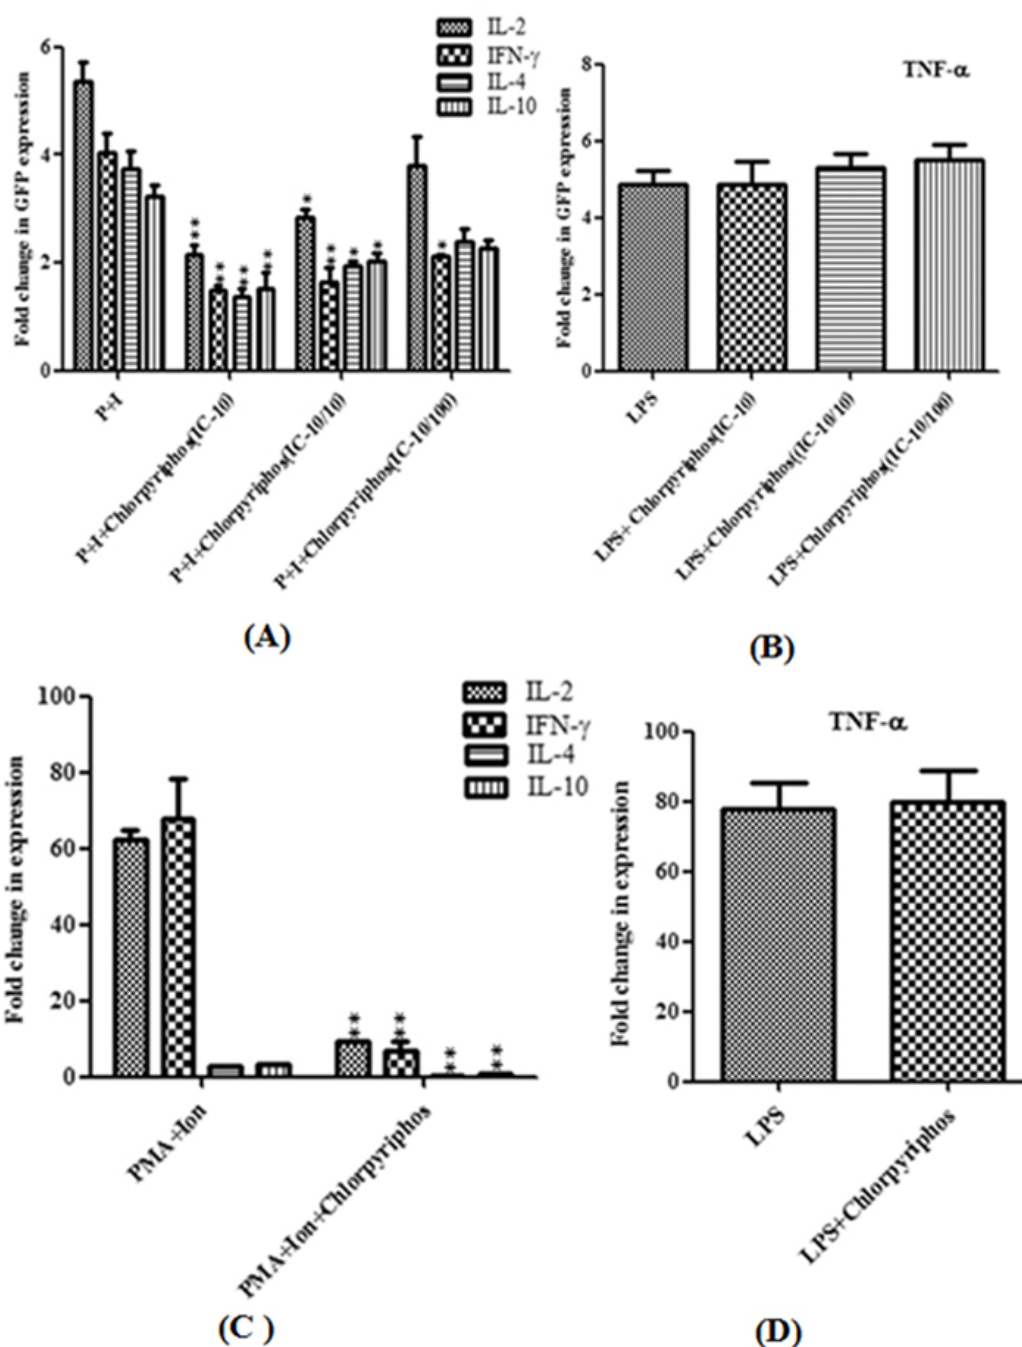 IL-2
IFN-γ
IL-4
IL-10
Fold change in GFP expression
6
4
2
0
**
**
**
**
*
**
*
*
*
P+I
P+I+Chlorpyriphos(IC-10)
P+I+Chlorpyriphos(IC-10/10)
P+I+Chlorpyriphos(IC-10/100)
(A)
TNF-α
Fold change in GFP expression
8
6
4
2
0
LPS
LPS+Chlorpyriphos(IC-10)
LPS+Chlorpyriphos((IC-10/10)
LPS+Chlorpyriphos((IC-10/100)
(B)
IL-2
IFN-γ
IL-4
IL-10
Fold change in expression
100
80
60
40
20
0
**
**
**
**
PMA+Ion
PMA+Ion+Chlorpyriphos
(C )
TNF-α
Fold change in expression
100
80
60
40
20
0
LPS
LPS+Chlorpyriphos
(D)